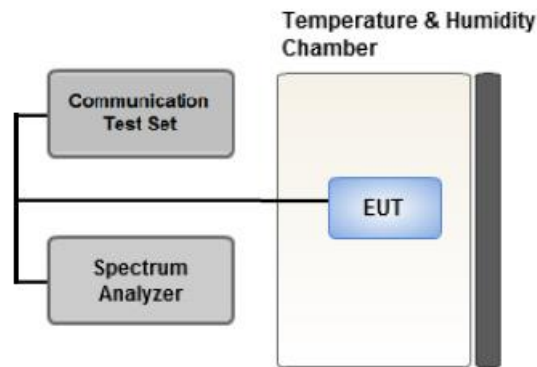 Temperature & Humidity
Chamber
Communication
Test Set
EUT
Spectrum
Analyzer